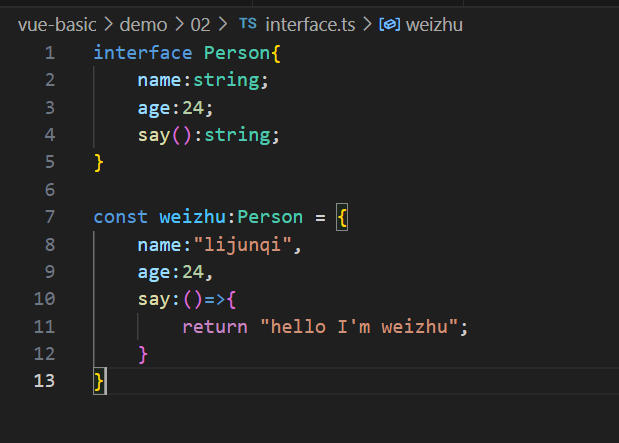 vue-basic > demo > 02 > TS interface.ts > weizhu
1 interface Person{
2     name:string;
3     age:24;
4     say():string;
5 }
6
7 const weizhu:Person = {
8     name:"lijunqi",
9     age:24,
10     say:()=>{
11         return "hello I'm weizhu";
12     }
13 }